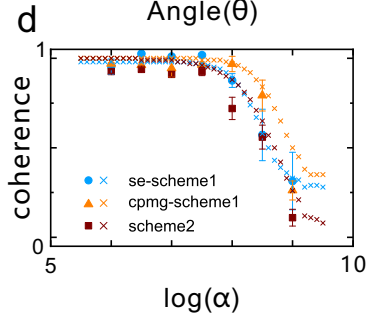 Angle(θ)
d
1
coherence
se-scheme1
cpmg-scheme1
scheme2
0
5
10
log(α)